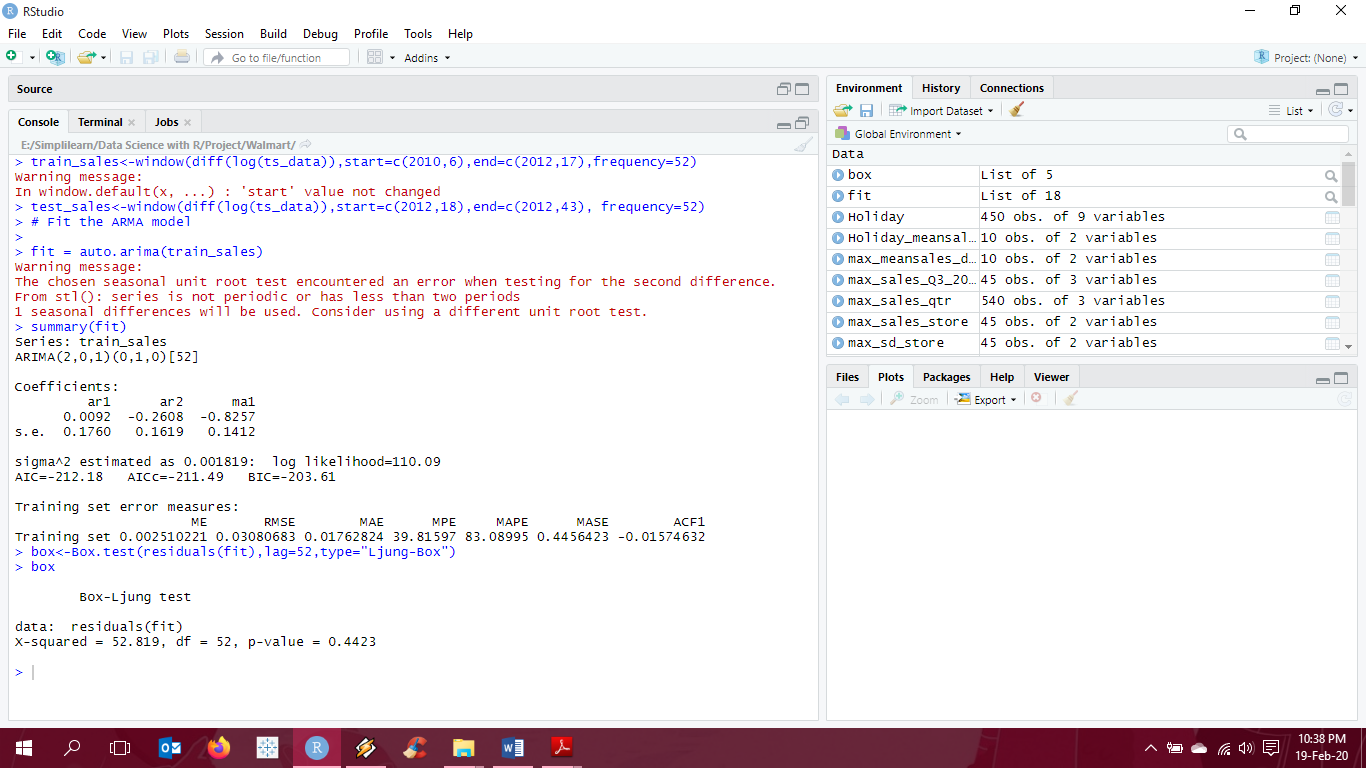 RStudio
File Edit Code View Plots Session Build Debug Profile Tools Help
Go to file/function Addins Project: (None)
Source
Console Terminal Jobs
E:/Simplilearn/Data Science with R/Project/Walmart/
> train_sales<-window(diff(log(ts_data)),start=c(2010,6),end=c(2012,17),frequency=52)
Warning message:
In window.default(x, ...) : 'start' value not changed
> test_sales<-window(diff(log(ts_data)),start=c(2012,18),end=c(2012,43), frequency=52)
> # Fit the ARMA model
>
> fit = auto.arima(train_sales)
Warning message:
The chosen seasonal unit root test encountered an error when testing for the second difference.
From stl(): series is not periodic or has less than two periods
1 seasonal differences will be used. Consider using a different unit root test.
> summary(fit)
Series: train_sales
ARIMA(2,0,1)(0,1,0)[52]
Coefficients:
ar1 ar2 ma1
0.0092 -0.2608 -0.8257
s.e. 0.1760 0.1619 0.1412
sigma^2 estimated as 0.001819: log likelihood=110.09
AIC=-212.18 AICc=-211.49 BIC=-203.61
Training set error measures:
ME RMSE MAE MPE MAPE MASE ACF1
Training set 0.002510221 0.03080683 0.01762824 39.81597 83.08995 0.4456423 -0.01574632
> box<-Box.test(residuals(fit),lag=52,type="Ljung-Box")
> box
Box-Ljung test
data: residuals(fit)
X-squared = 52.819, df = 52, p-value = 0.4423
>
Environment History Connections
Import Dataset List
Global Environment
Data
box List of 5
fit List of 18
Holiday 450 obs. of 9 variables
Holiday_meansal… 10 obs. of 2 variables
max_meansales_d… 10 obs. of 2 variables
max_sales_Q3_20… 45 obs. of 3 variables
max_sales_qtr 540 obs. of 3 variables
max_sales_store 45 obs. of 2 variables
max_sd_store 45 obs. of 2 variables
Files Plots Packages Help Viewer
Zoom Export
10:38 PM
19-Feb-20